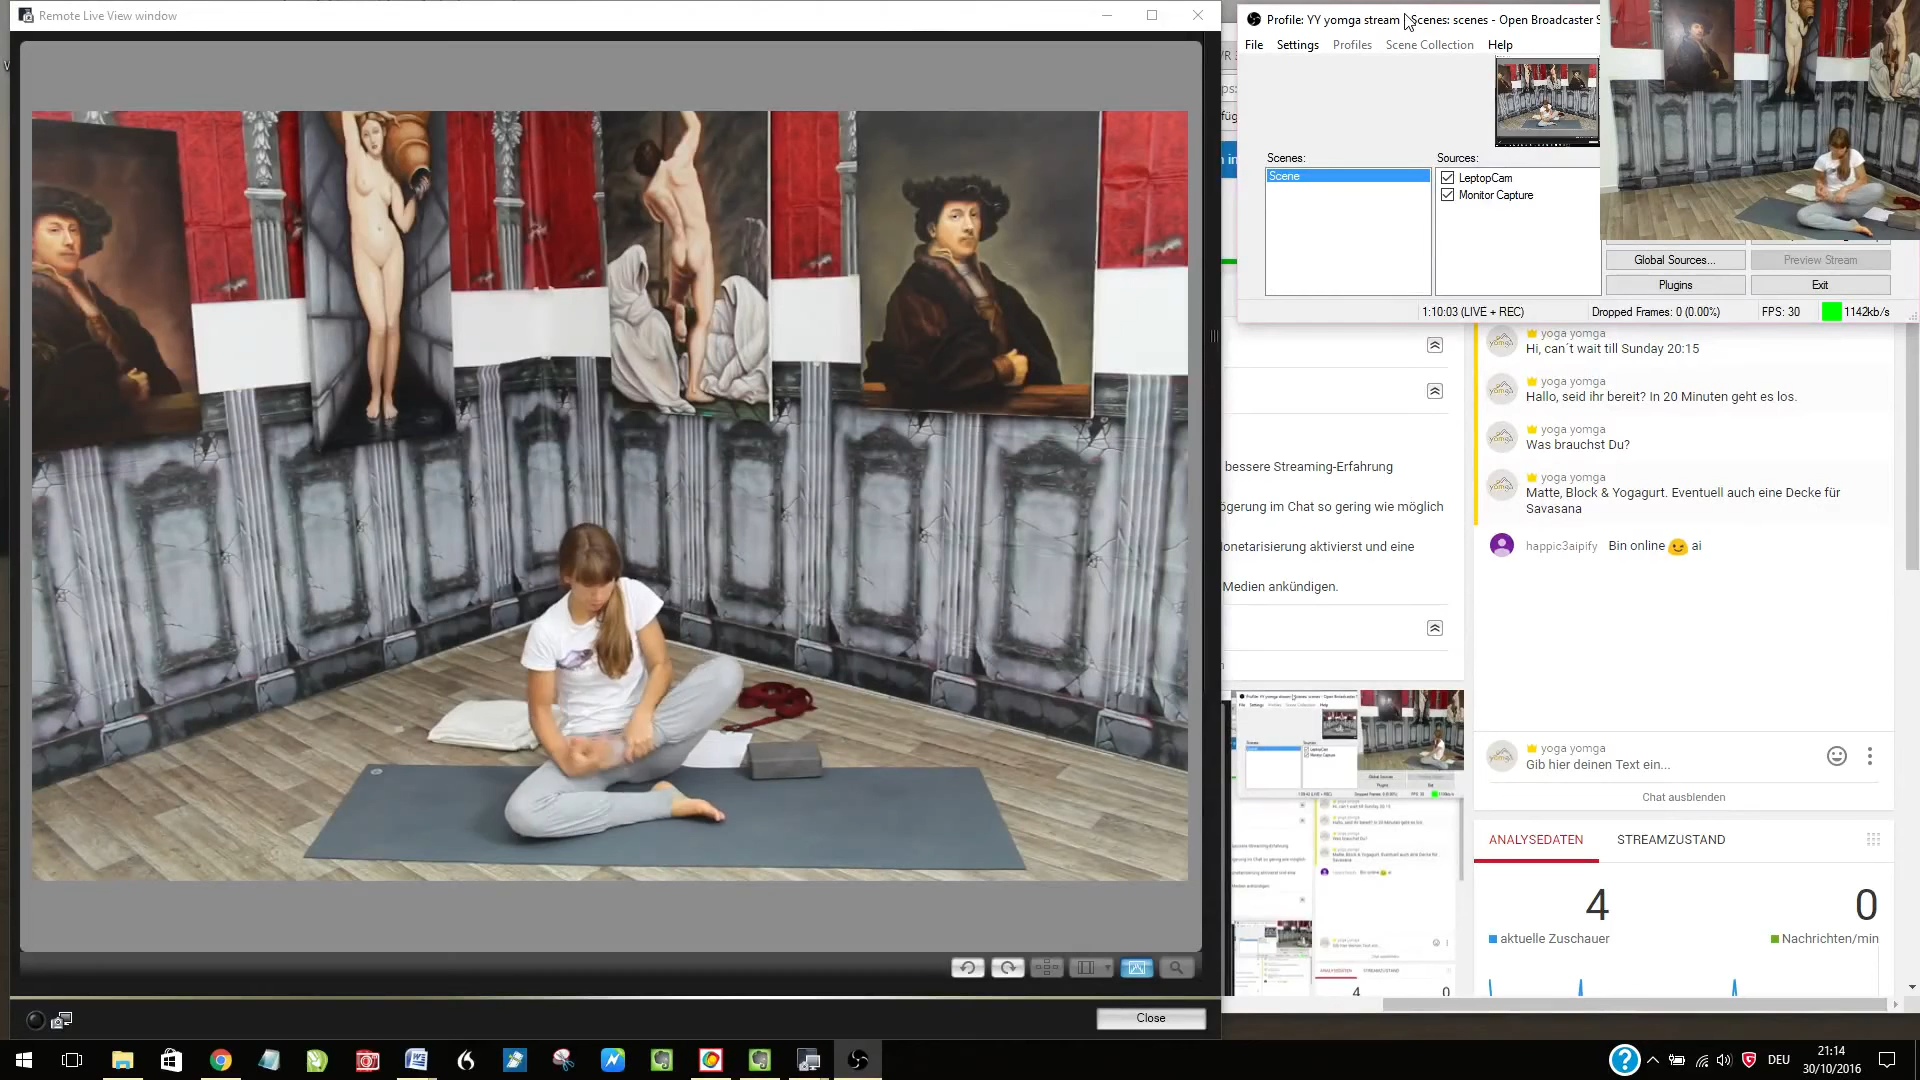 Remote Live View window
Close
Profile: YY yomga stream
Scenes: scenes - Open Broadcaster S
File
Settings
Profiles
Scene Collection
Help
Scenes:
Scene
Sources:
LeptopCam
Monitor Capture
Global Sources...
Preview Stream
Plugins
Exit
1:10:03 (LIVE + REC)
Dropped Frames: 0 (0.00%)
FPS: 30
1142kb/s
bessere Streaming-Erfahrung
ögerung im Chat so gering wie möglich
onetarisierung aktivierst und eine
Medien ankündigen.
yoga yomga
Hi, can´t wait till Sunday 20:15
yoga yomga
Hallo, seid ihr bereit? In 20 Minuten geht es los.
yoga yomga
Was brauchst Du?
yoga yomga
Matte, Block & Yogagurt. Eventuell auch eine Decke für
Savasana
happic3aipify Bin online 😉 ai
yoga yomga
Gib hier deinen Text ein...
Chat ausblenden
ANALYSEDATEN
STREAMZUSTAND
4
0
aktuelle Zuschauer
Nachrichten/min
DEU
21:14
30/10/2016